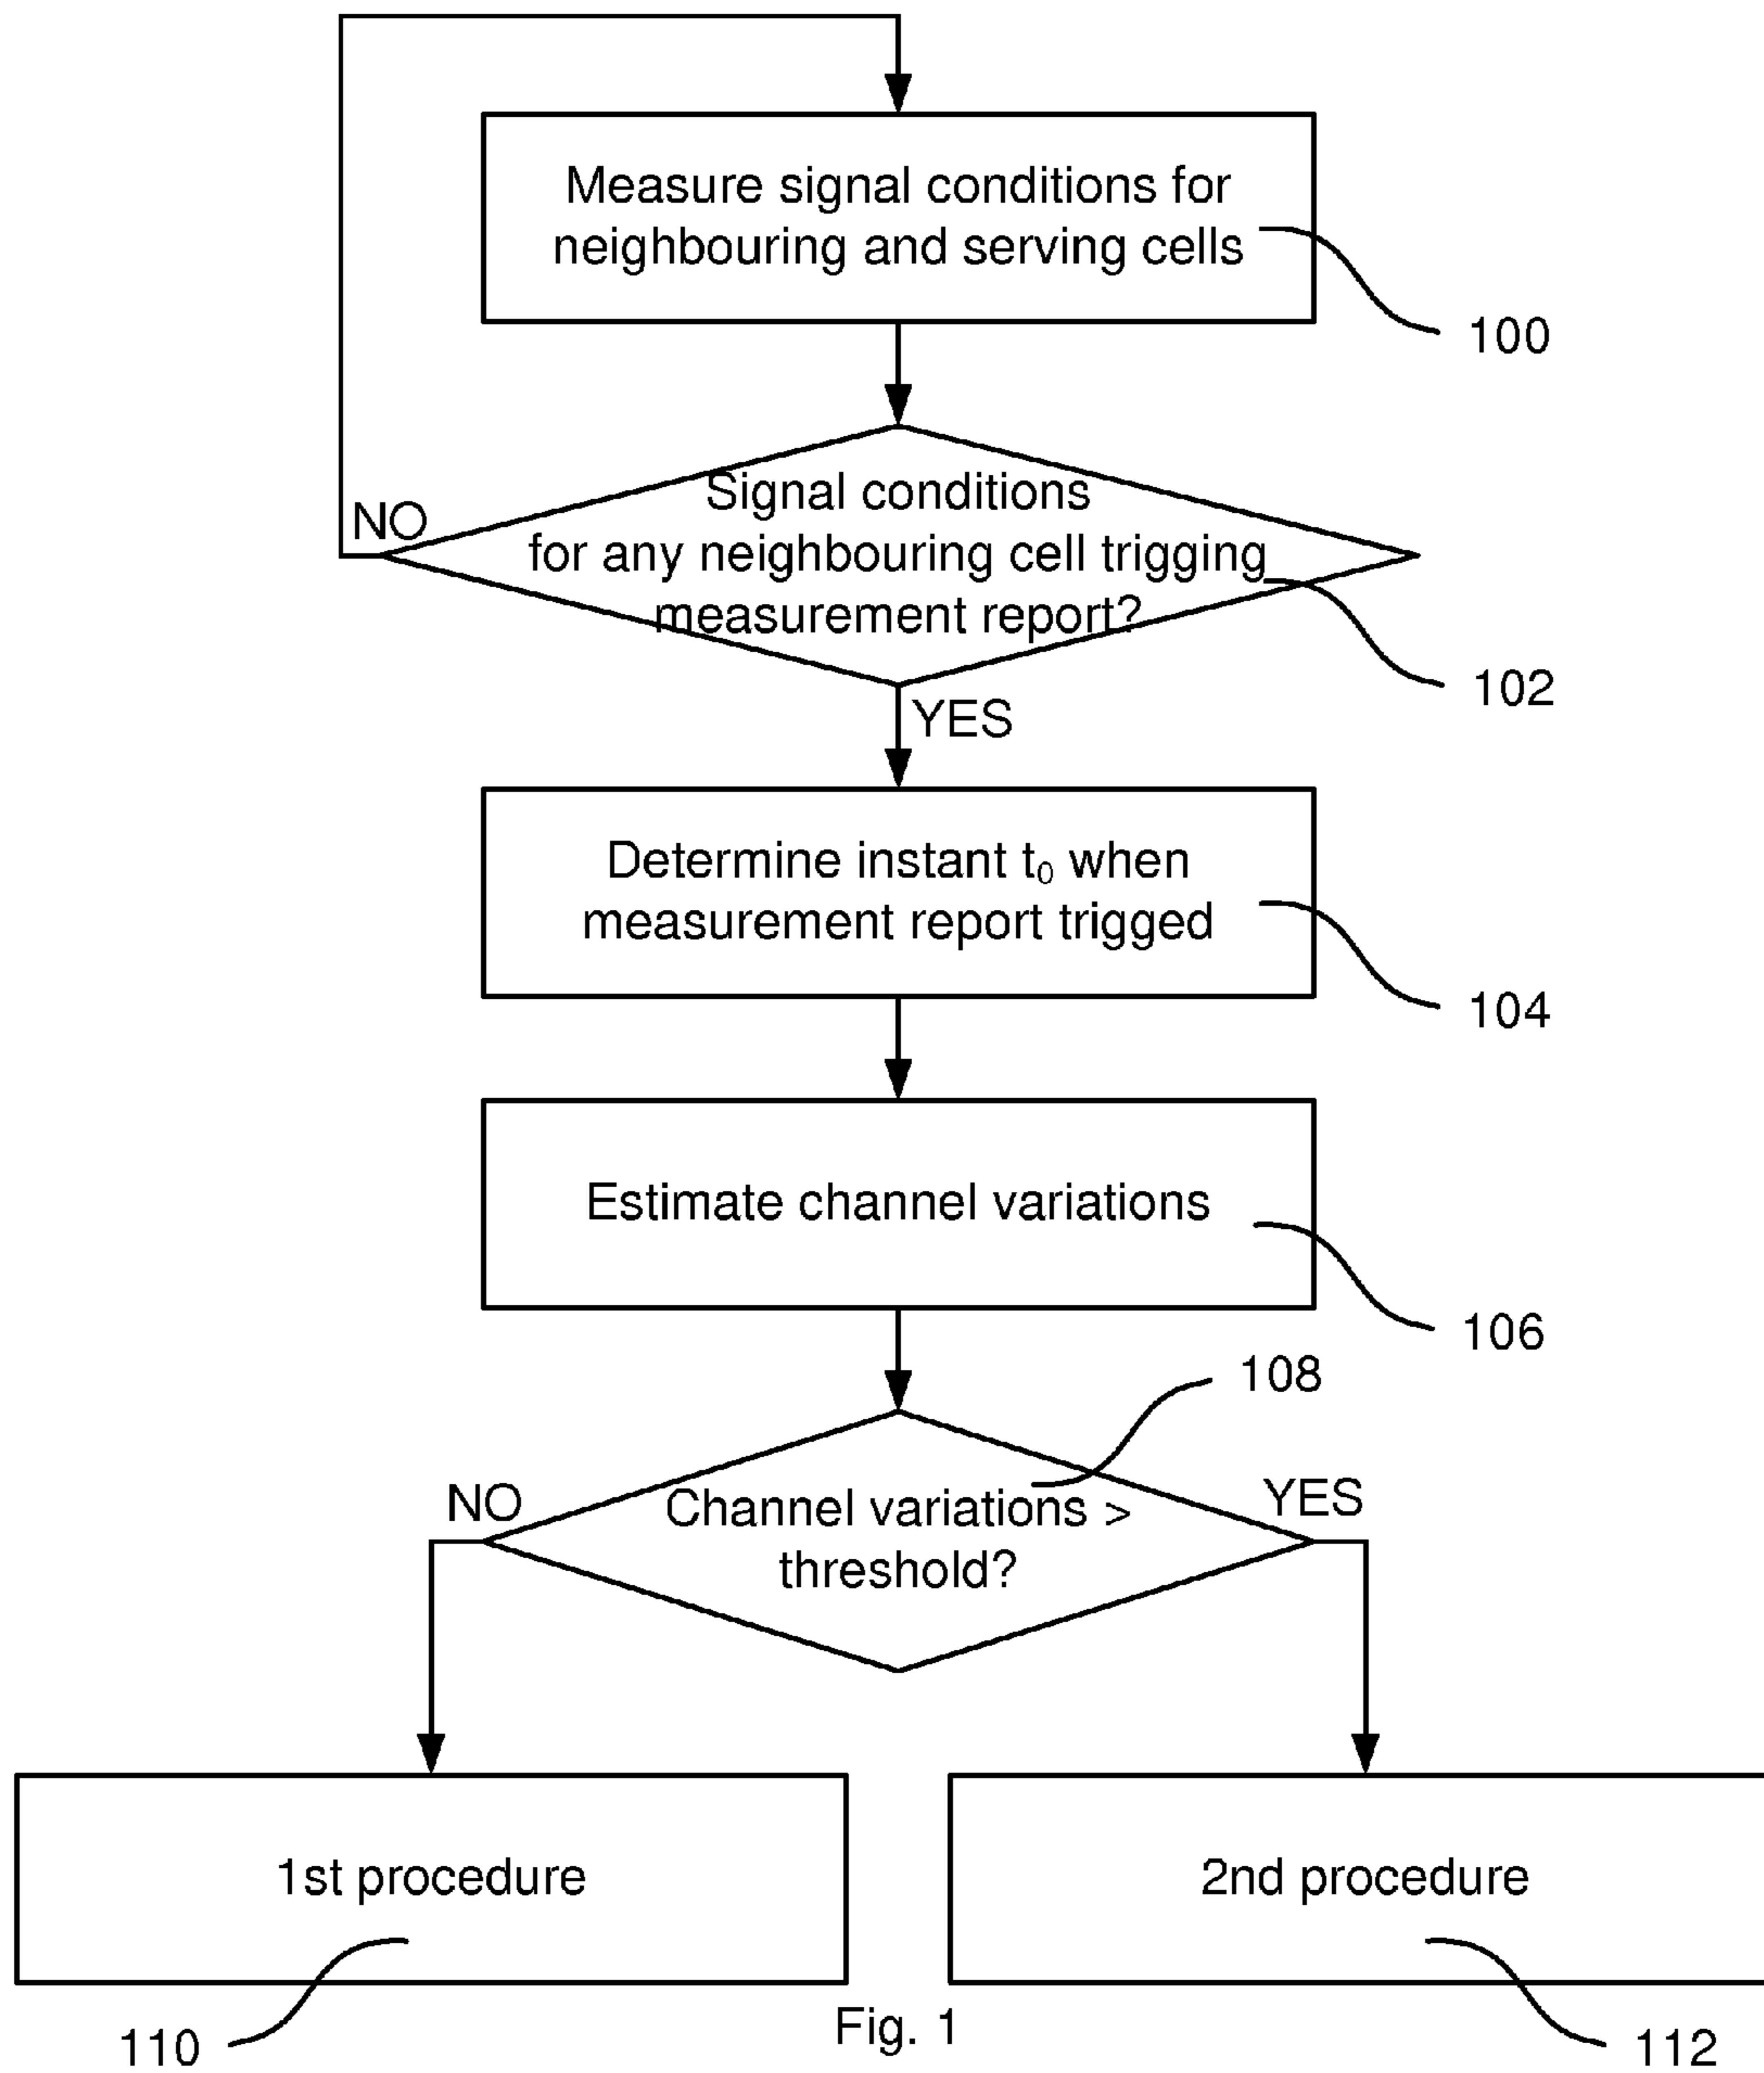 Measure signal conditions for
neighbouring and serving cells
100
Signal conditions
for any neighbouring cell trigging
measurement report?
NO
102
YES
Determine instant t₀ when
measurement report trigged
104
Estimate channel variations
106
108
NO
Channel variations >
threshold?
YES
1st procedure
2nd procedure
110
Fig. 1
112